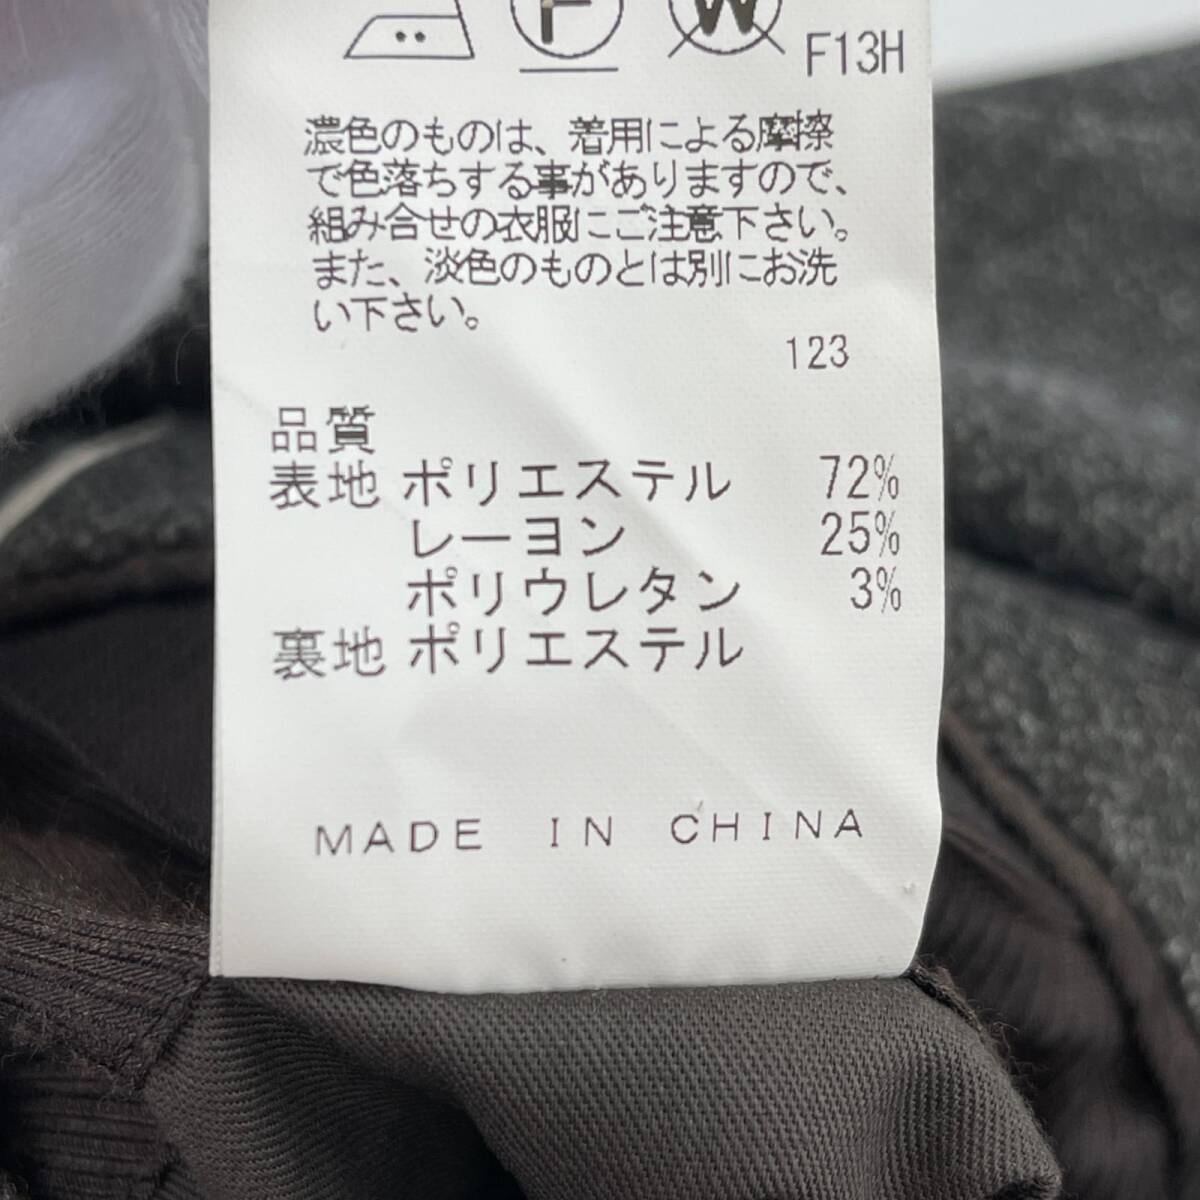 F W
F13H
濃色のものは、着用による摩擦
で色落ちする事がありますので、
組み合せの衣服にご注意下さい。
また、淡色のものとは別にお洗
い下さい。
123
品質
表地 ポリエステル 72%
レーヨン 25%
ポリウレタン 3%
裏地 ポリエステル
MADE IN CHINA